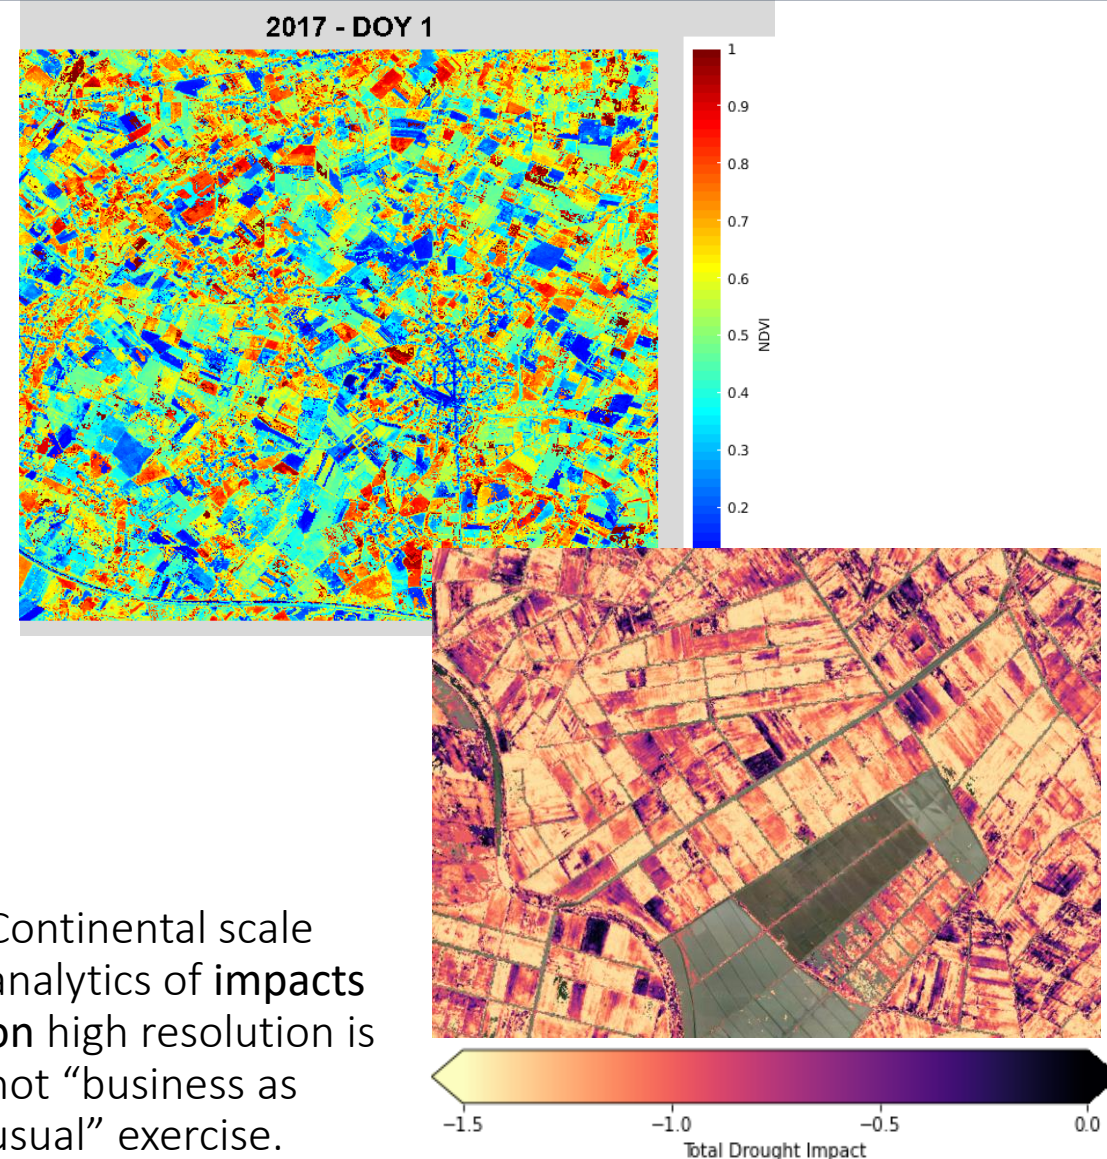 2017 - DOY 1
1
0.9
0.8
0.7
0.6
0.5
0.4
0.3
0.2
NDVI
Continental scale
analytics of impacts
on high resolution is
not “business as
usual” exercise.
−1.5 −1.0 −0.5 0.0
Total Drought Impact